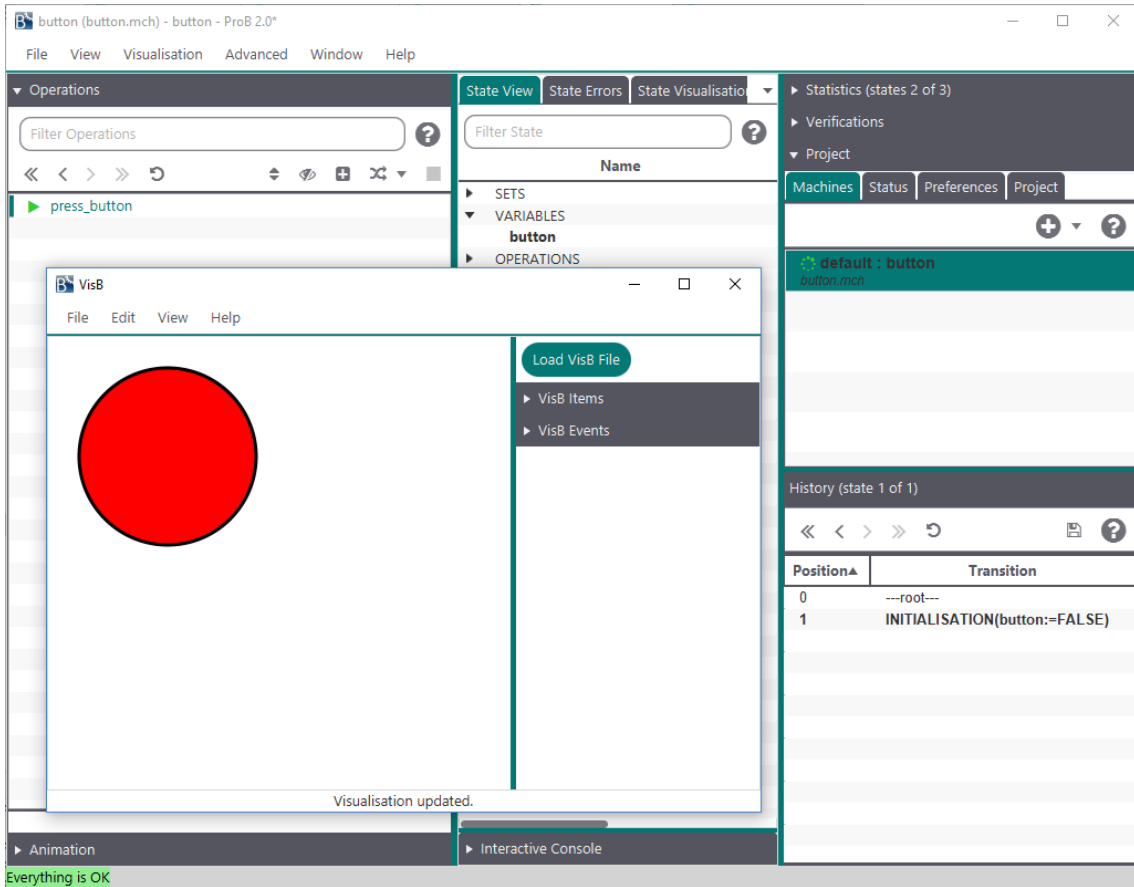 button (button.mch) - button - ProB 2.0*
File View Visualisation Advanced Window Help
Operations
Filter Operations
press_button
State View State Errors State Visualisation
Filter State
Name
SETS
VARIABLES
button
OPERATIONS
Statistics (states 2 of 3)
Verifications
Project
Machines Status Preferences Project
default : button
button.mch
VisB
File Edit View Help
Load VisB File
VisB Items
VisB Events
Visualisation updated.
History (state 1 of 1)
Position Transition
0 ---root---
1 INITIALISATION(button:=FALSE)
Animation
Interactive Console
Everything is OK